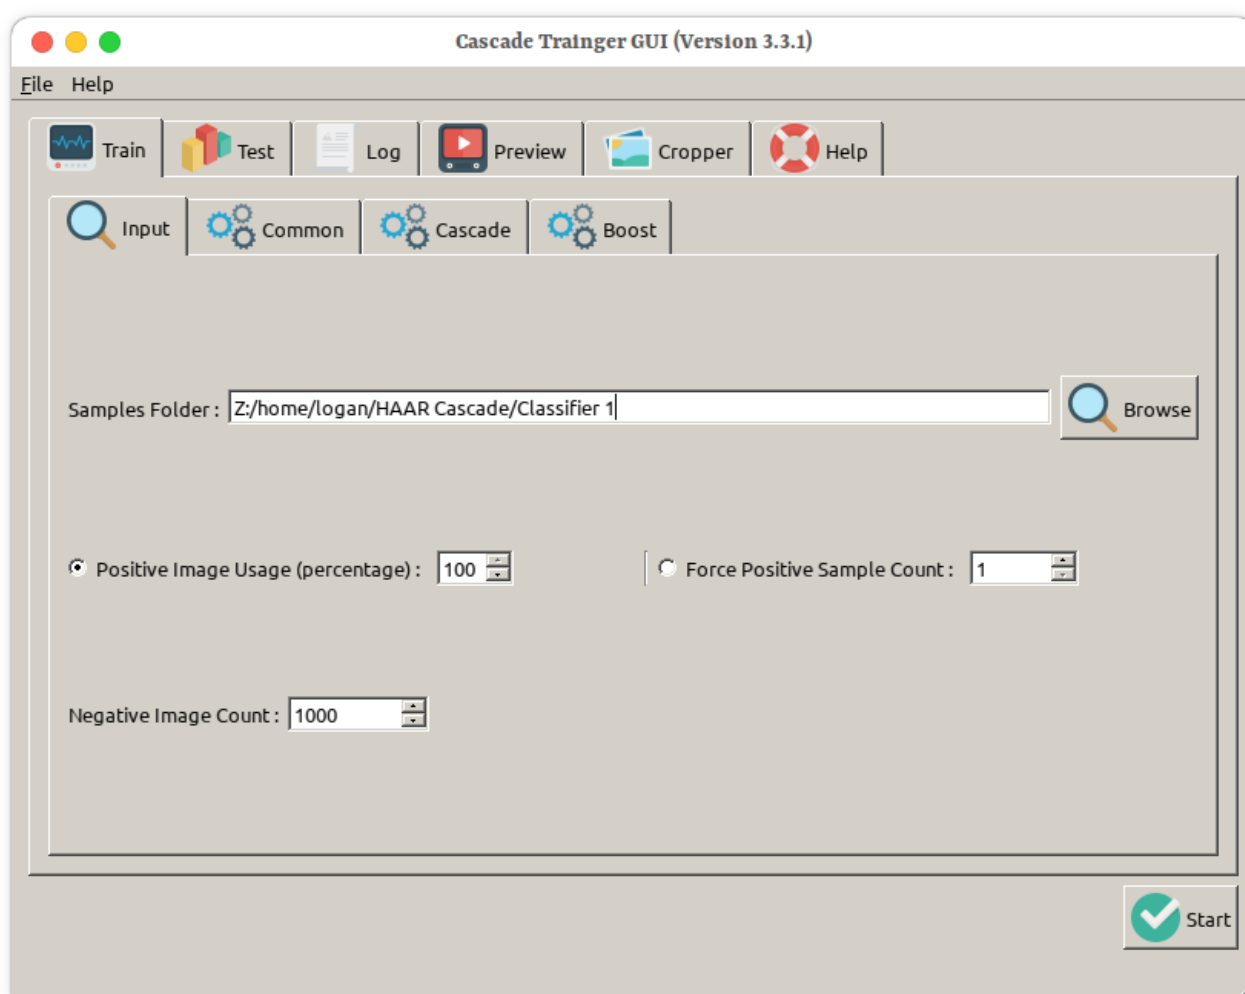 Cascade Trainger GUI (Version 3.3.1)
File Help
Train Test Log Preview Cropper Help
Input Common Cascade Boost
Samples Folder : Z:/home/logan/HAAR Cascade/Classifier 1 Browse
Positive Image Usage (percentage) : 100 Force Positive Sample Count : 1
Negative Image Count : 1000
Start